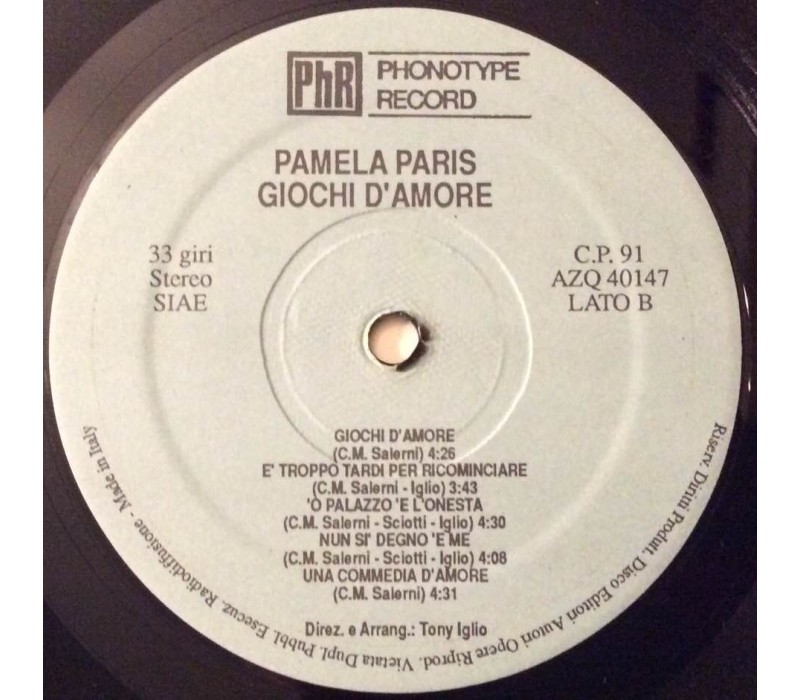 PhR PHONOTYPE
RECORD
PAMELA PARIS
GIOCHI D'AMORE
33 giri
Stereo
SIAE
C.P. 91
AZQ 40147
LATO B
GIOCHI D'AMORE
(C.M. Salerni) 4:26
E' TROPPO TARDI PER RICOMINCIARE
(C.M. Salerni - Iglio) 3:43
'O PALAZZO 'E L'ONESTA
(C.M. Salerni - Sciotti - Iglio) 4:30
NUN SI' DEGNO 'E ME
(C.M. Salerni - Sciotti - Iglio) 4:08
UNA COMMEDIA D'AMORE
(C.M. Salerni) 4:31
Direz. e Arrang.: Tony Iglio
Riserv. Diritti Produt. Disco Editori Autori Opere Riprod. Vietata Dupl. Pubbl. Esecuz. Radiodiffusione - Made in Italy